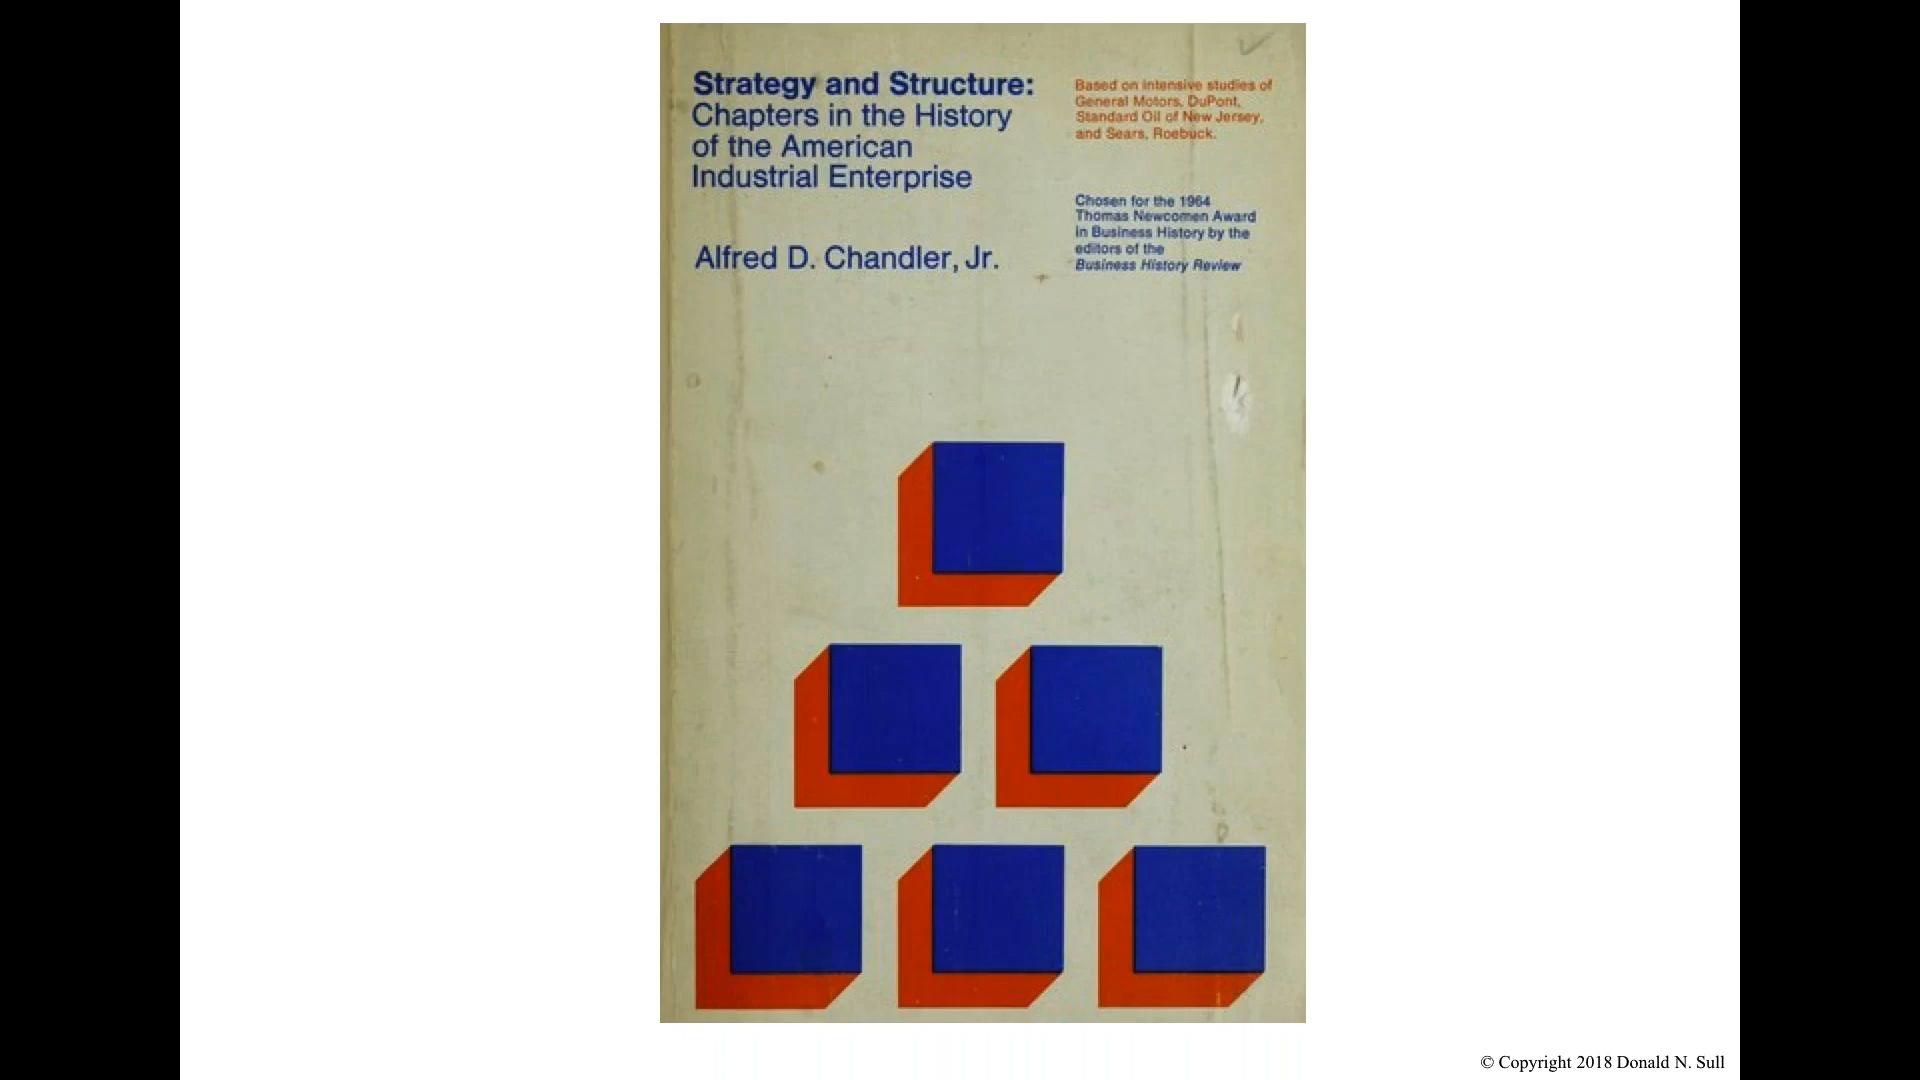 Strategy and Structure:
Chapters in the History
of the American
Industrial Enterprise
Alfred D. Chandler, Jr.
Based on intensive studies of
General Motors, DuPont,
Standard Oil of New Jersey,
and Sears, Roebuck.
Chosen for the 1964
Thomas Newcomen Award
in Business History by the
editors of the
Business History Review
© Copyright 2018 Donald N. Sull